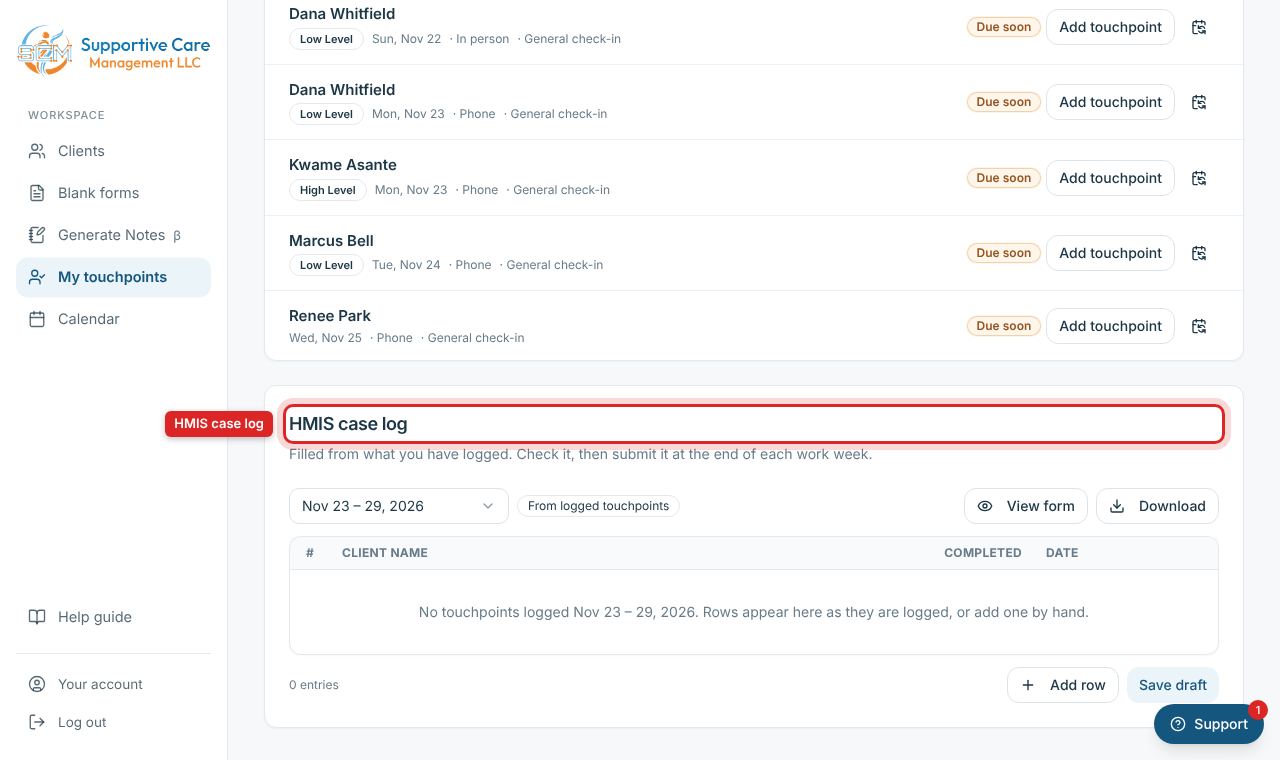 SCM
Supportive Care
Management LLC
WORKSPACE
Clients
Blank forms
Generate Notes β
My touchpoints
Calendar
Help guide
Your account
Log out
Dana Whitfield
Low Level Sun, Nov 22 · In person · General check-in
Due soon Add touchpoint
Dana Whitfield
Low Level Mon, Nov 23 · Phone · General check-in
Due soon Add touchpoint
Kwame Asante
High Level Mon, Nov 23 · Phone · General check-in
Due soon Add touchpoint
Marcus Bell
Low Level Tue, Nov 24 · Phone · General check-in
Due soon Add touchpoint
Renee Park
Wed, Nov 25 · Phone · General check-in
Due soon Add touchpoint
HMIS case log
HMIS case log
Filled from what you have logged. Check it, then submit it at the end of each work week.
Nov 23 – 29, 2026 From logged touchpoints View form Download
# CLIENT NAME COMPLETED DATE
No touchpoints logged Nov 23 – 29, 2026. Rows appear here as they are logged, or add one by hand.
0 entries Add row Save draft
Support 1